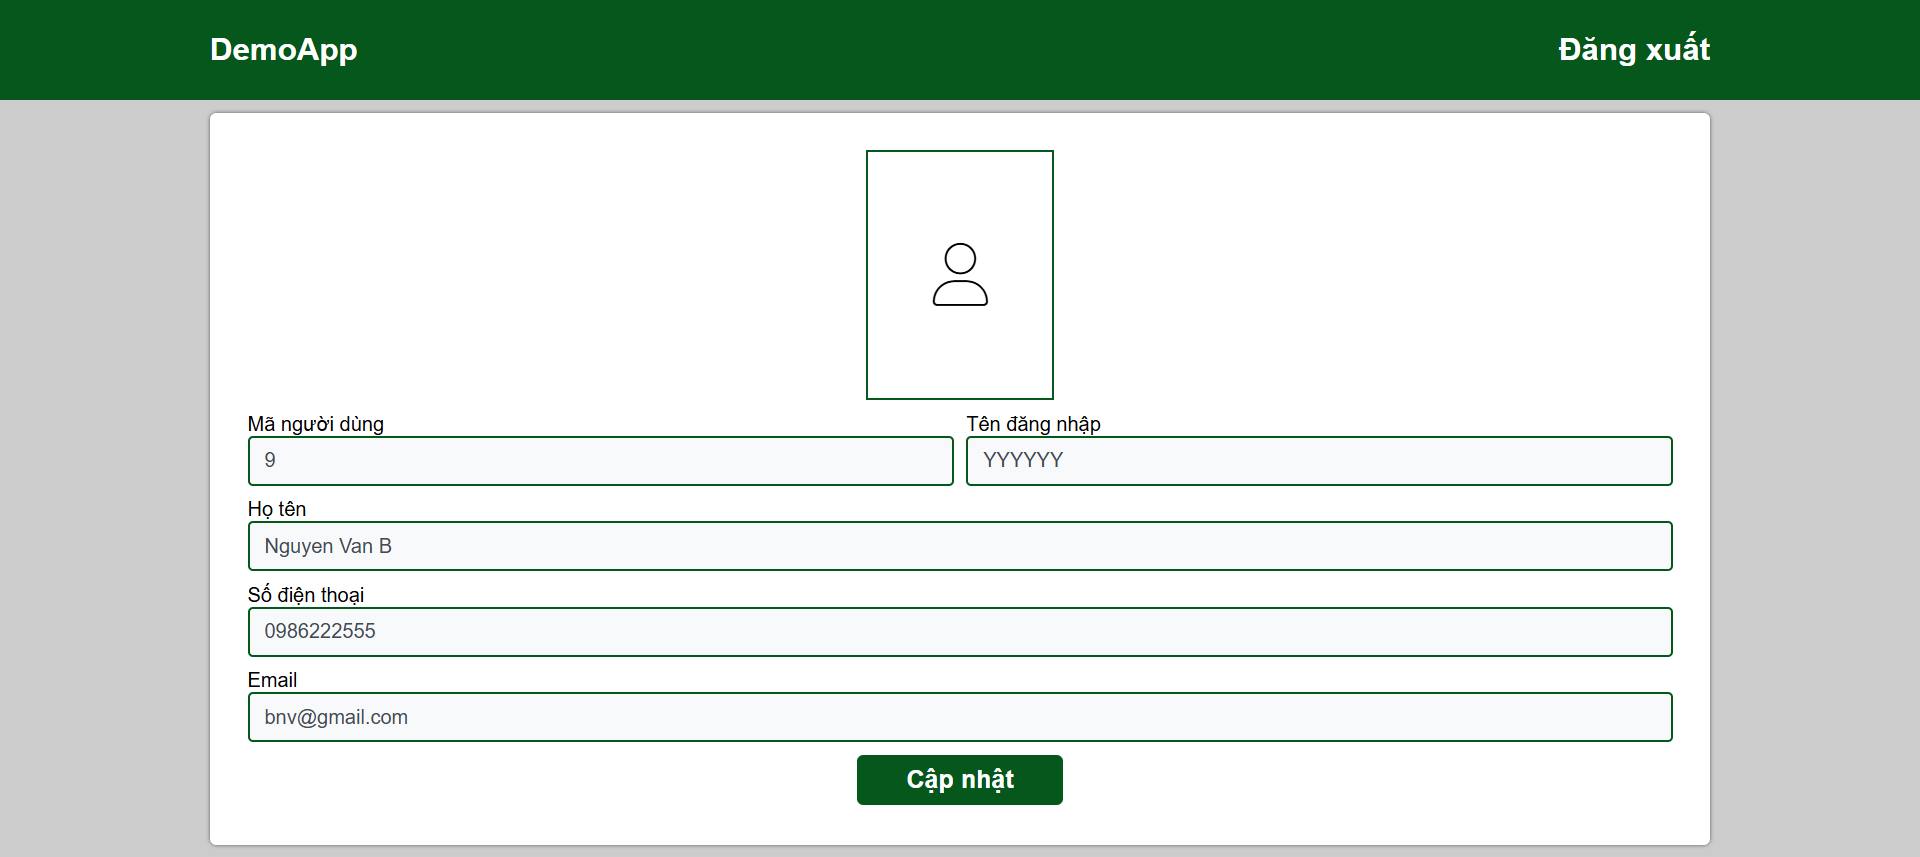 DemoApp
Đăng xuất
Mã người dùng
Tên đăng nhập
9
YYYYYY
Họ tên
Nguyen Van B
Số điện thoại
0986222555
Email
bnv@gmail.com
Cập nhật